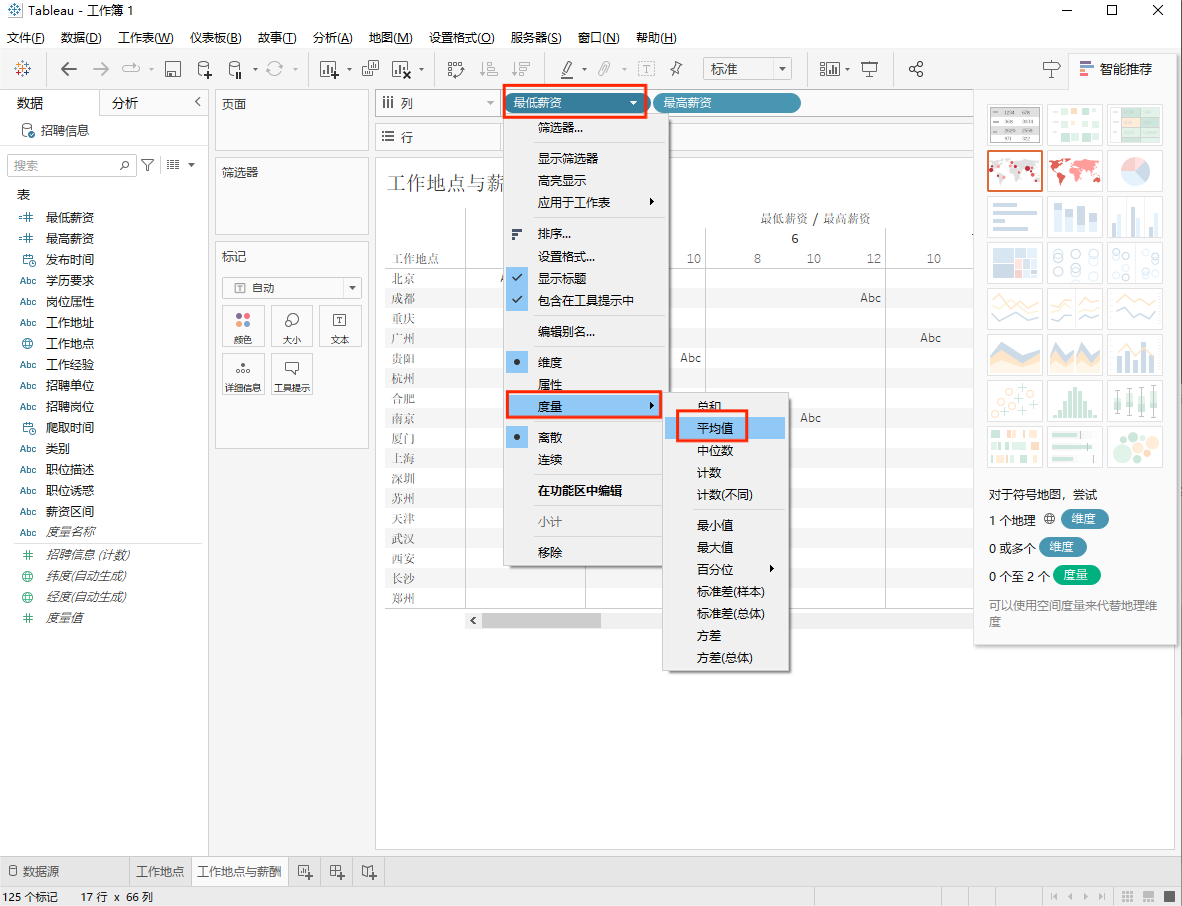 Tableau - 工作簿 1
文件(F) 数据(D) 工作表(W) 仪表板(B) 故事(T) 分析(A) 地图(M) 设置格式(O) 服务器(S) 窗口(N) 帮助(H)
标准
智能推荐
数据 分析
招聘信息
搜索
表
最低薪资
最高薪资
发布时间
Abc 学历要求
Abc 岗位属性
Abc 工作地址
工作地点
Abc 工作经验
Abc 招聘单位
Abc 招聘岗位
爬取时间
Abc 类别
Abc 职位描述
Abc 职位诱惑
Abc 薪资区间
Abc 度量名称
招聘信息 (计数)
纬度(自动生成)
经度(自动生成)
度量值
页面
筛选器
标记
自动
颜色 大小 文本
详细信息 工具提示
列 最低薪资 最高薪资
行
工作地点与薪
最低薪资 / 最高薪资
6
工作地点 10 8 10 12 10
北京
成都 Abc
重庆
广州 Abc
贵阳 Abc
杭州
合肥
南京 Abc
厦门
上海
深圳
苏州
天津
武汉
西安
长沙
郑州
筛选器...
显示筛选器
高亮显示
应用于工作表
排序...
设置格式...
显示标题
包含在工具提示中
编辑别名...
维度
属性
度量
离散
连续
在功能区中编辑
小计
移除
总和
平均值
中位数
计数
计数(不同)
最小值
最大值
百分位
标准差(样本)
标准差(总体)
方差
方差(总体)
对于符号地图，尝试
1 个地理 维度
0 或多个 维度
0 个至 2 个 度量
可以使用空间度量来代替地理维
度
数据源 工作地点 工作地点与薪酬
125 个标记 17 行 x 66 列